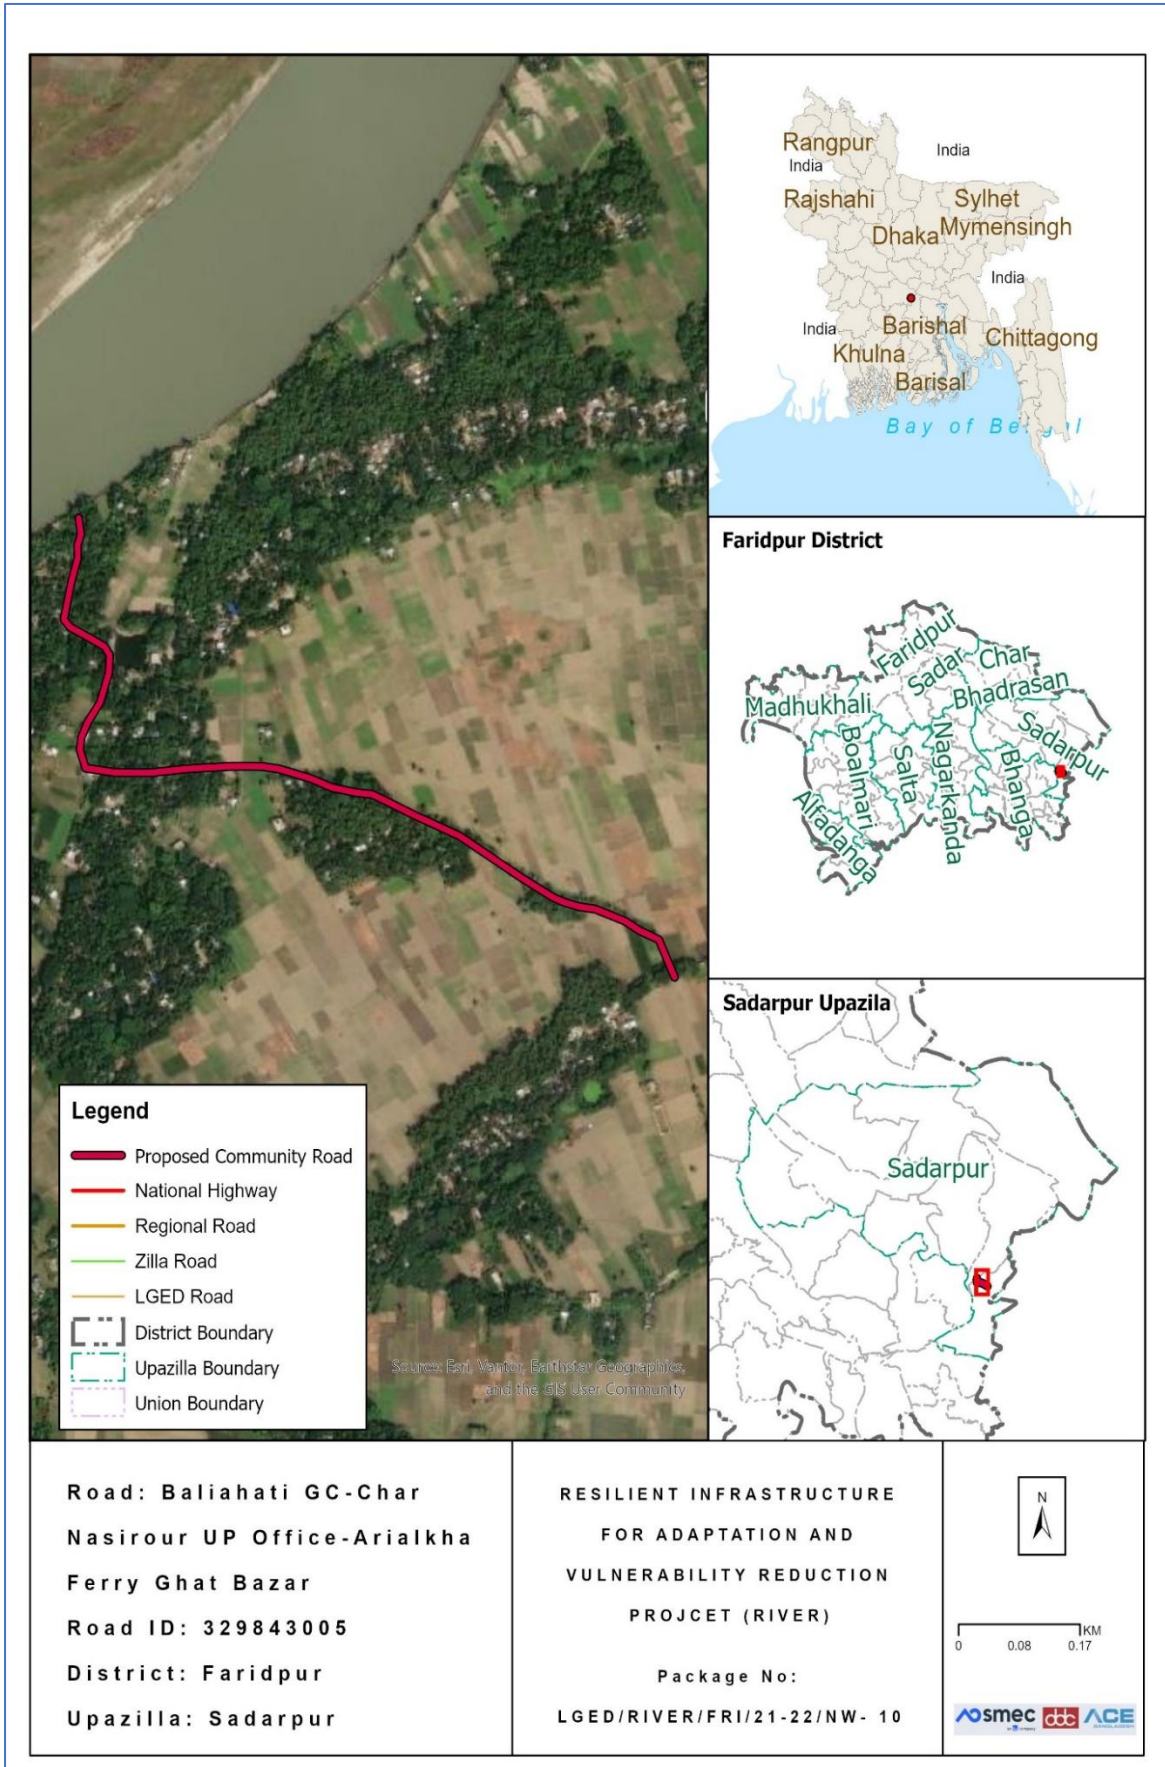 Rangpur
India
India
Rajshahi
Sylhet
Dhaka
Mymensingh
India
India
Barishal
Chittagong
Khulna
Barisal
Bay of Be
l
Faridpur District
Faridpur
Sadar
Char
Bhadrasan
Madhukhali
Sadarpur
Boalmari
Salta
Nagarkanda
Bhanga
Alfadanga
Sadarpur Upazila
Sadarpur
Legend
Proposed Community Road
National Highway
Regional Road
Zilla Road
LGED Road
District Boundary
Upazilla Boundary
Union Boundary
Source: Esri, Vantor, Earthstar Geographics,
and the GIS User Community
Road: Baliahati GC-Char
Nasirour UP Office-Arialkha
Ferry Ghat Bazar
Road ID: 329843005
District: Faridpur
Upazilla: Sadarpur
RESILIENT INFRASTRUCTURE
FOR ADAPTATION AND
VULNERABILITY REDUCTION
PROJCET (RIVER)
Package No:
LGED/RIVER/FRI/21-22/NW- 10
N
KM
0 0.08 0.17
smec
ddc
ACE
BANGLADESH